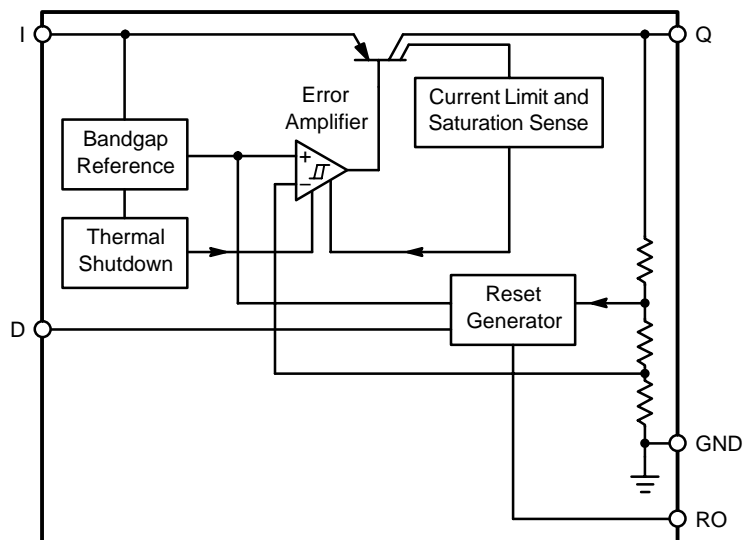 I
Q
Error
Amplifier
Current Limit and
Saturation Sense
Bandgap
Reference
+
−
Thermal
Shutdown
Reset
Generator
D
GND
RO